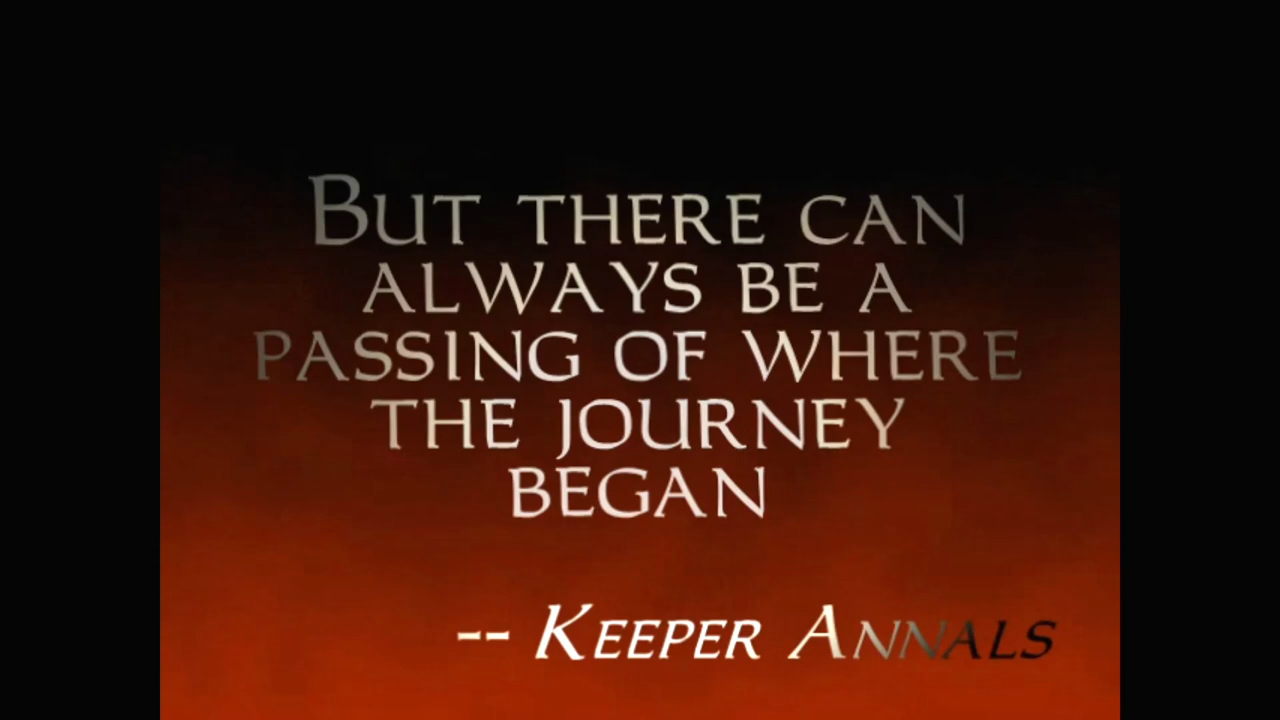 But there can
always be a
passing of where
the journey
began
-- Keeper Annals